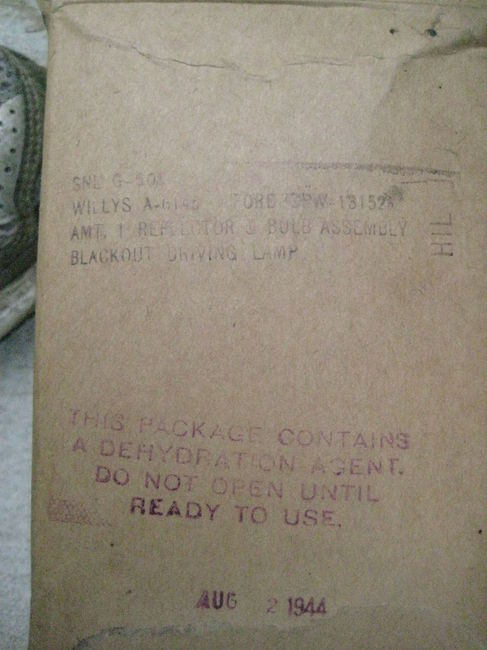 SNL G-503
WILLYS A-6145 FORD GPW-13152
AMT. 1 REFLECTOR & BULB ASSEMBLY
BLACKOUT DRIVING LAMP
THIS PACKAGE CONTAINS
A DEHYDRATION AGENT.
DO NOT OPEN UNTIL
READY TO USE.
AUG 2 1944